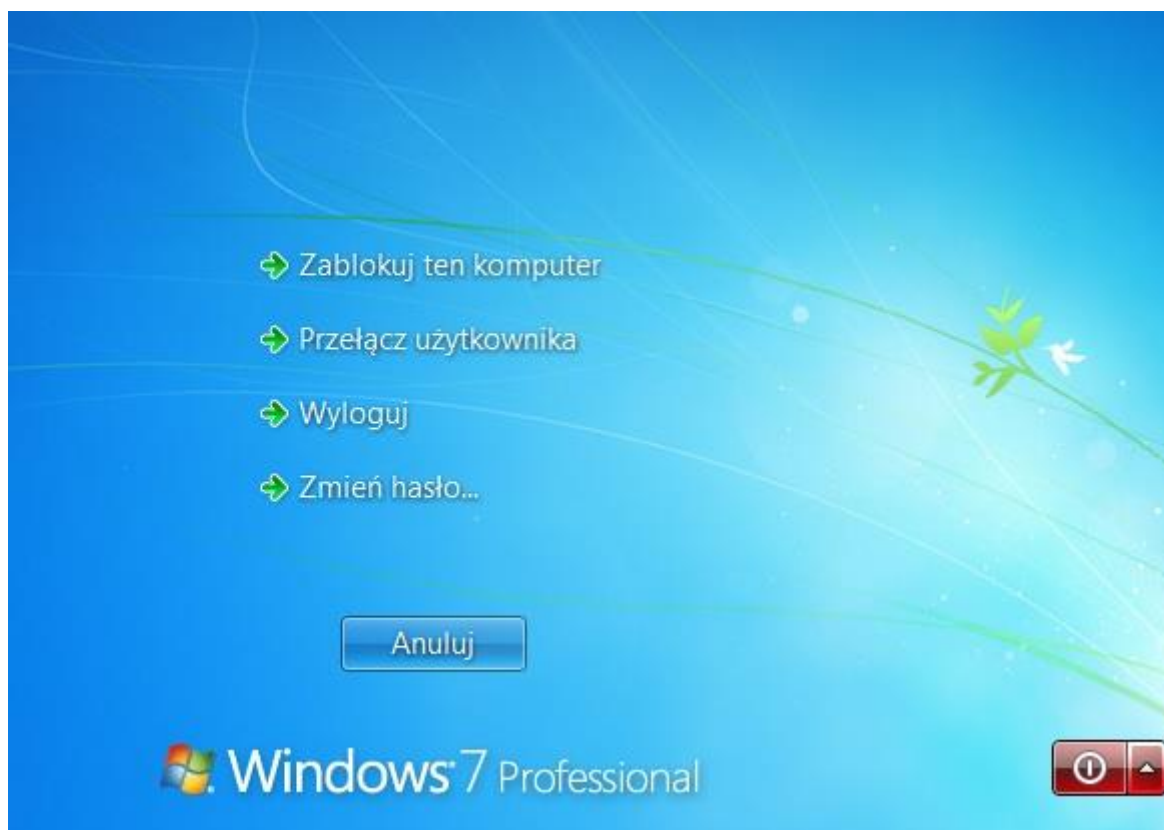 Zablokuj ten komputer
Przełącz użytkownika
Wyloguj
Zmień hasło...
Anuluj
Windows 7 Professional